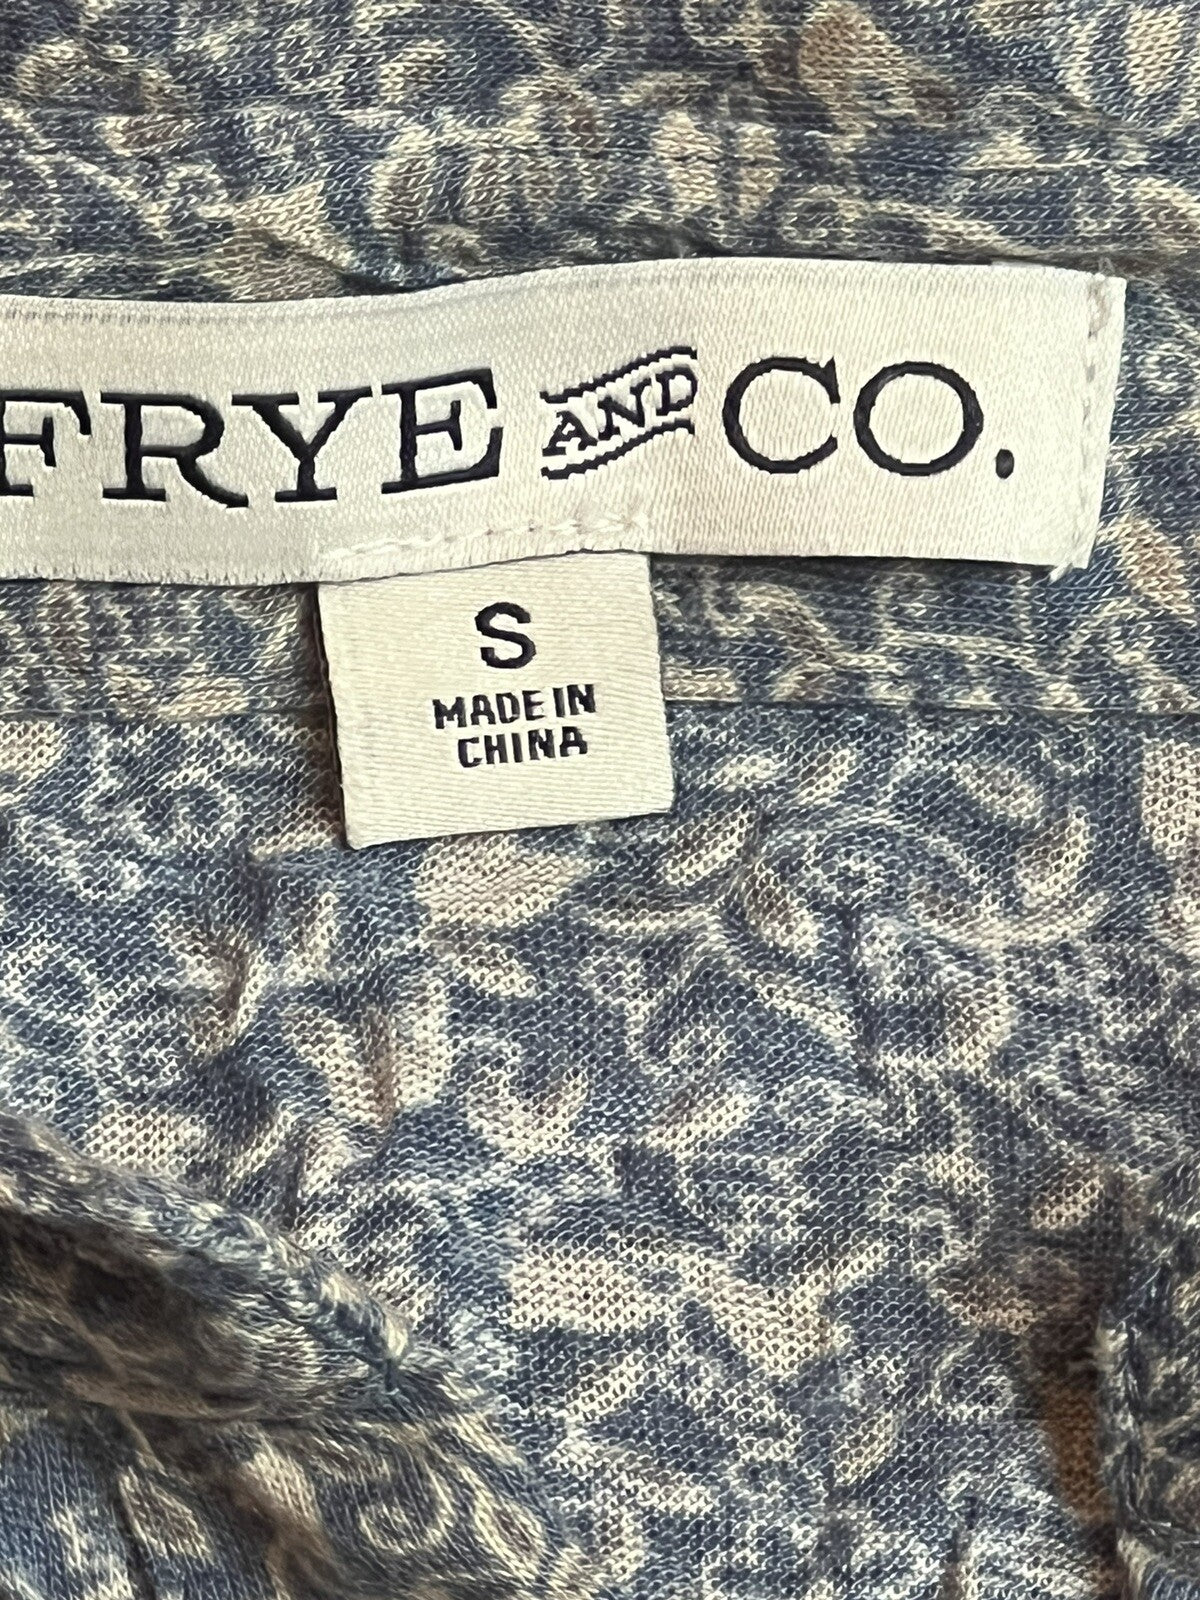 FRYE AND CO.
S
MADE IN
CHINA